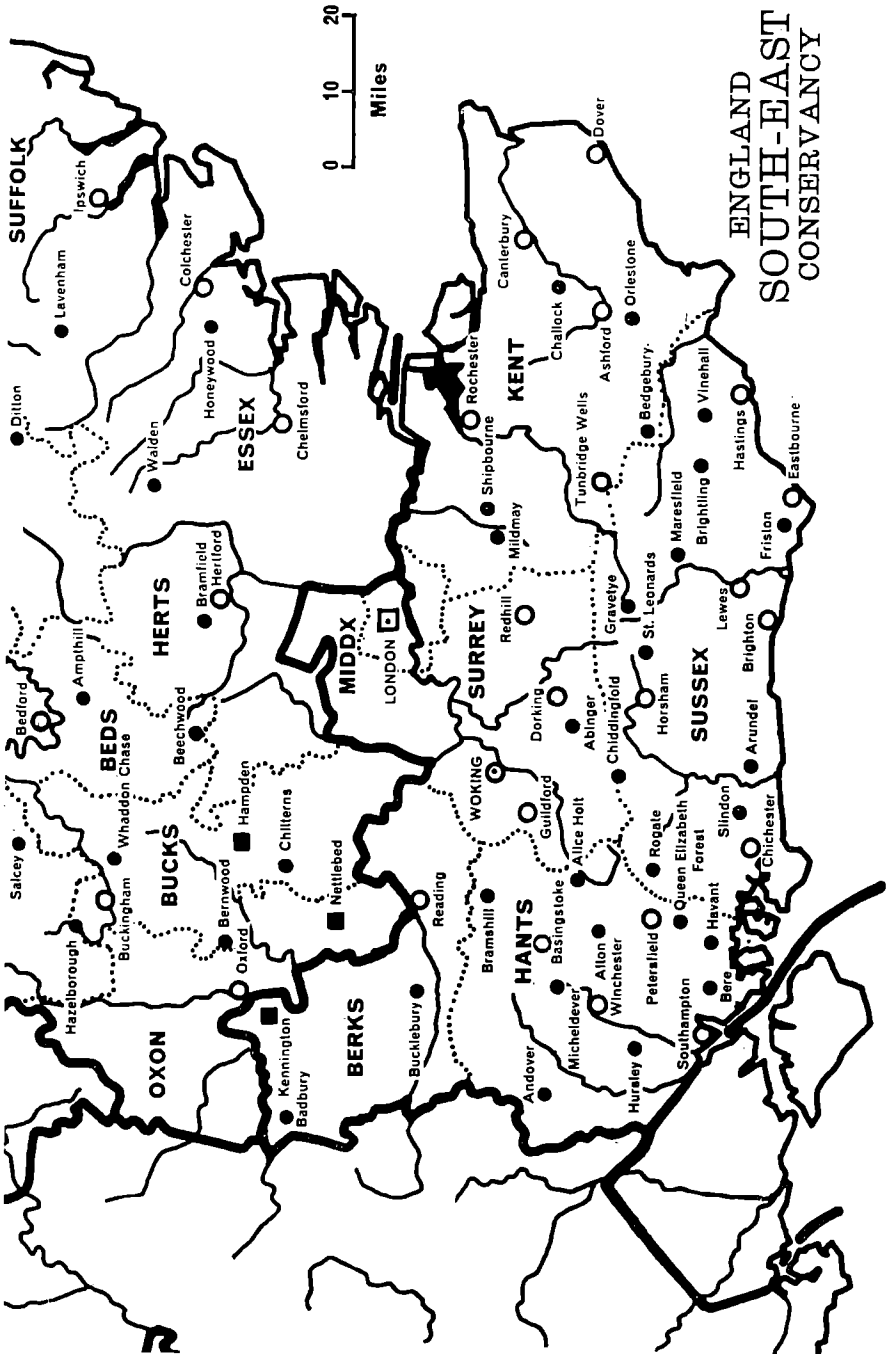 SUFFOLK
Ditton
Lavenham
Ipswich
Salcey
Bedford
Hazelborough
Whaddon Chase
Ampthill
Walden
Honeywood
Colchester
Buckingham
BEDS
HERTS
ESSEX
OXON
BUCKS
Beechwood
Bramfield
Hertford
Chelmsford
Bernwood
Hampden
Oxford
Chilterns
Kennington
Badbury
Nettlebed
MIDDX
LONDON
0 10 20
Miles
BERKS
Bucklebury
Reading
WOKING
SURREY
Mildmay
Shipbourne
Rochester
KENT
Canterbury
Bramshill
HANTS
Guildford
Dorking
Redhill
Challock
Dover
Andover
Basingstoke
Micheldever
Alice Holt
Abinger
Tunbridge Wells
Ashford
Alton
Winchester
Chiddingfold
Gravetye
Orlestone
Hursley
Petersfield
Rogate
Horsham
St. Leonards
Bedgebury
Queen Elizabeth
Forest
Maresfield
Brightling
Vinehall
Southampton
Bere
Havant
Slindon
SUSSEX
Chichester
Arundel
Brighton
Lewes
Hastings
Friston
Eastbourne
ENGLAND
SOUTH-EAST
CONSERVANCY